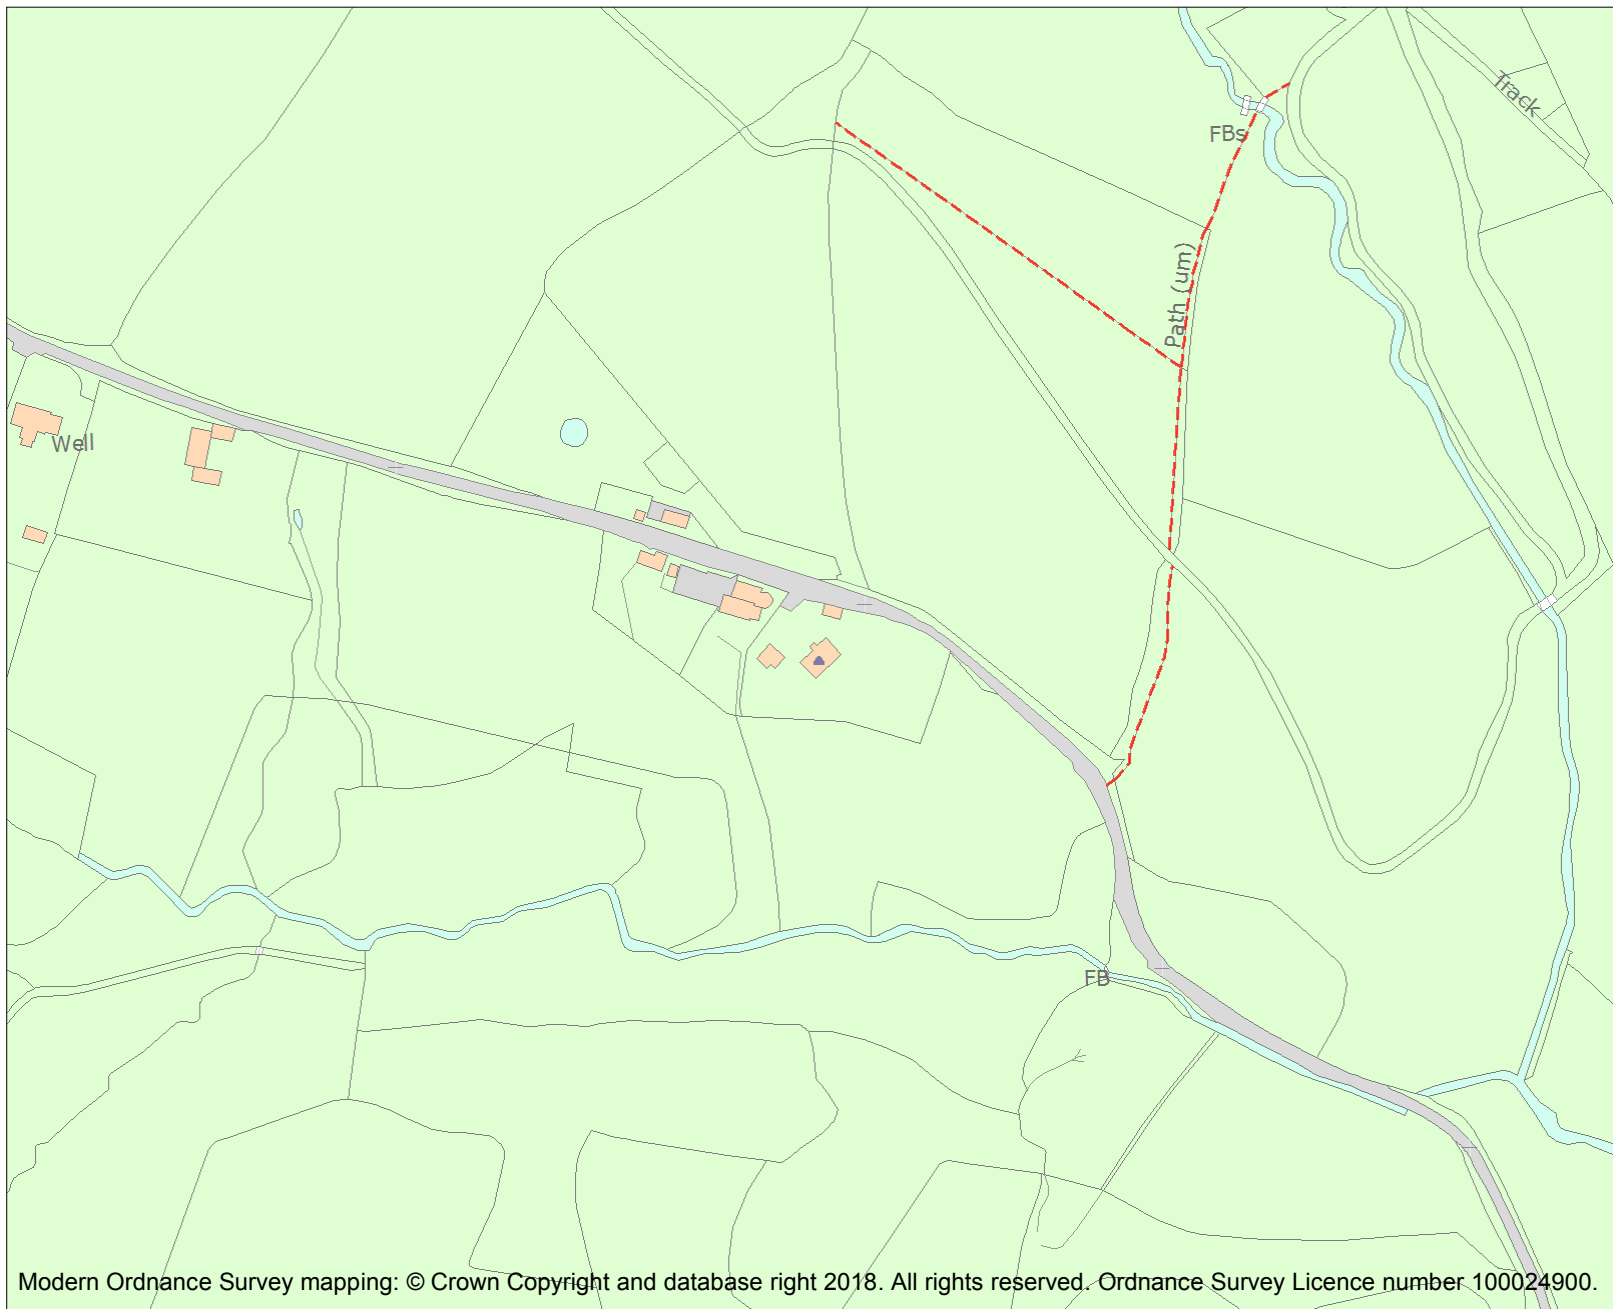 Track
FBs
Path (um)
Well
FB
Modern Ordnance Survey mapping: © Crown Copyright and database right 2018. All rights reserved. Ordnance Survey Licence number 100024900.